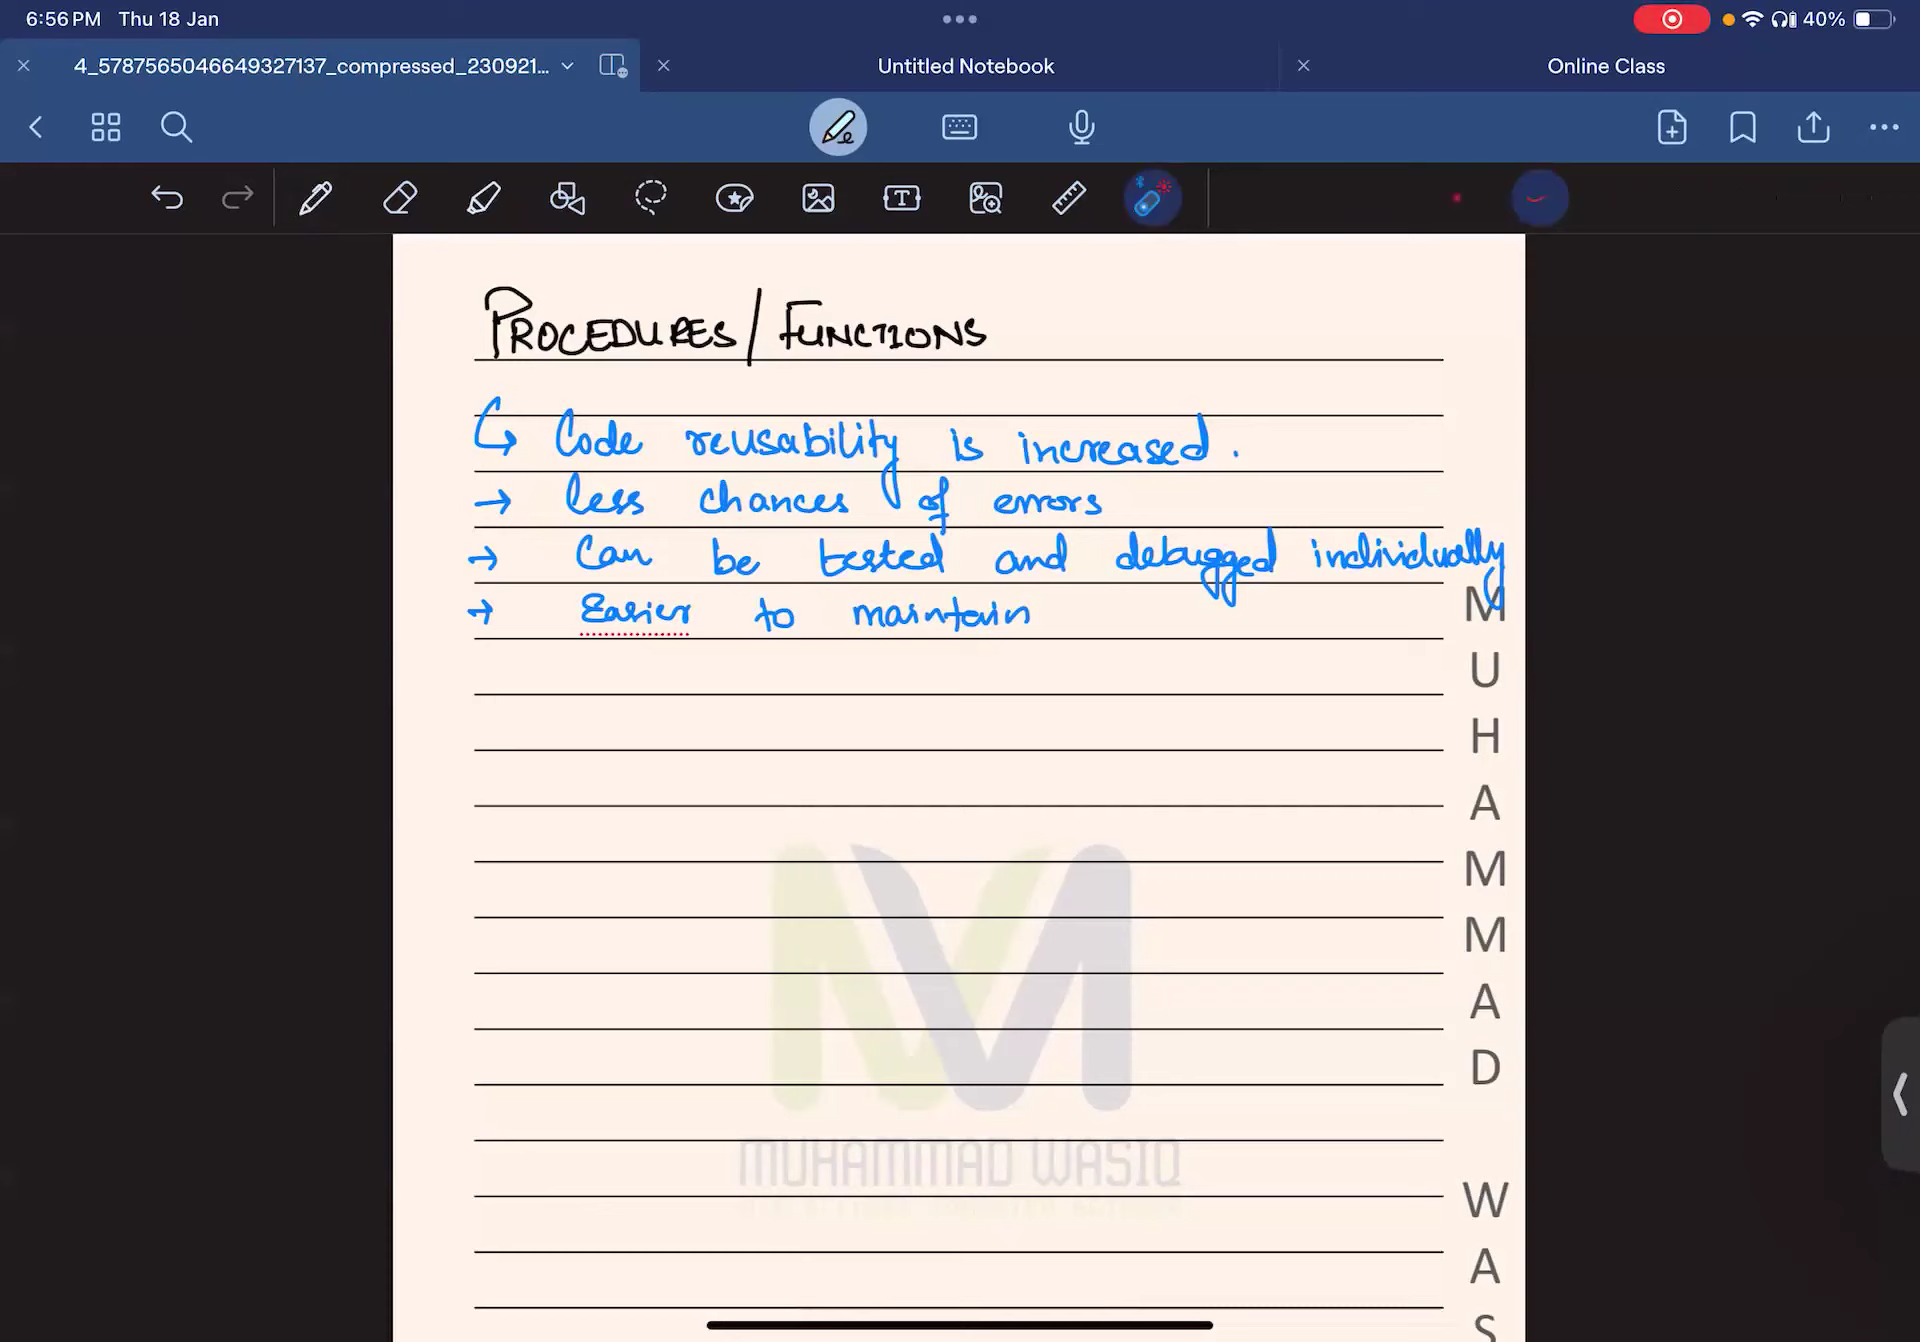 6:56 PM Thu 18 Jan
40%
4_5787565046649327137_compressed_230921...
Untitled Notebook
Online Class
PROCEDURES/FUNCTIONS
Code reusability is increased.
→ less chances of errors
→ Can be tested and debugged individually
→ Easier to maintain
MUHAMMAD WASIQ
M
U
H
A
M
M
A
D
W
A
S